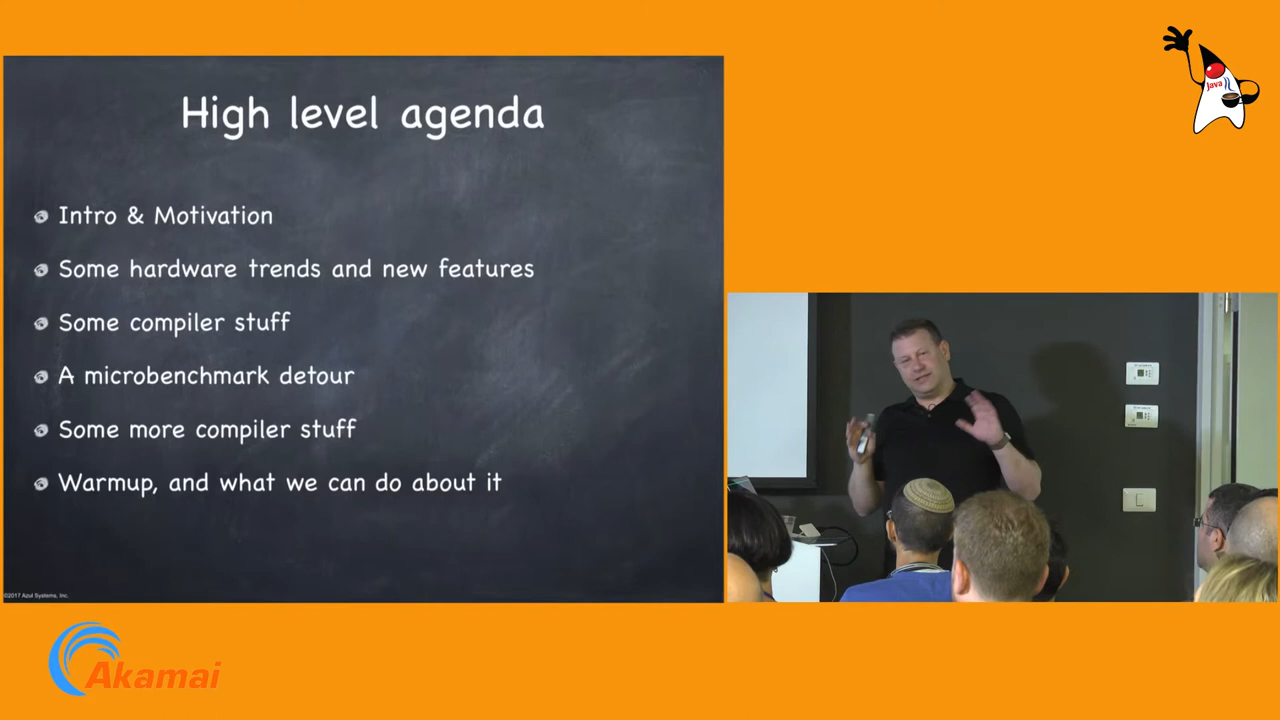 High level agenda
Intro & Motivation
Some hardware trends and new features
Some compiler stuff
A microbenchmark detour
Some more compiler stuff
Warmup, and what we can do about it
©2017 Azul Systems, Inc.
Java
Akamai